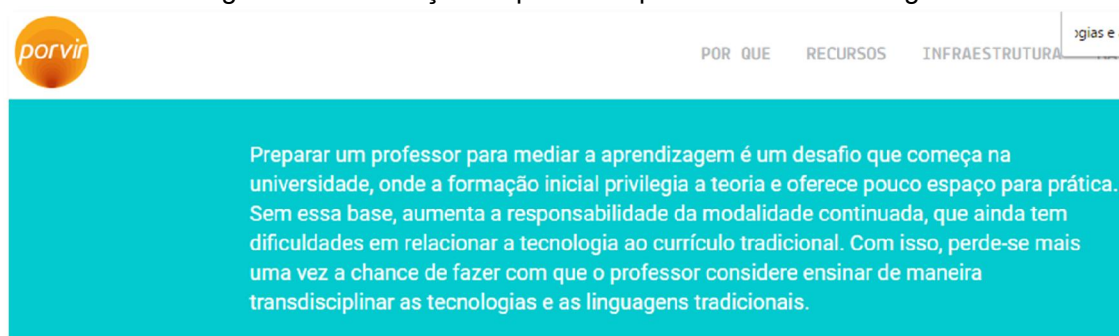 porvir
POR QUE RECURSOS INFRAESTRUTURA
ogias e
Preparar um professor para mediar a aprendizagem é um desafio que começa na
universidade, onde a formação inicial privilegia a teoria e oferece pouco espaço para prática.
Sem essa base, aumenta a responsabilidade da modalidade continuada, que ainda tem
dificuldades em relacionar a tecnologia ao currículo tradicional. Com isso, perde-se mais
uma vez a chance de fazer com que o professor considere ensinar de maneira
transdisciplinar as tecnologias e as linguagens tradicionais.